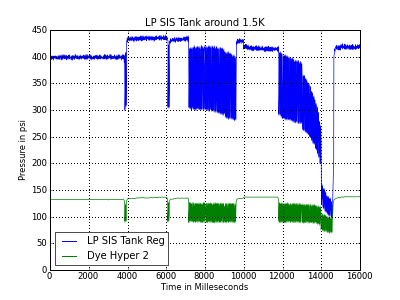 LP SIS Tank around 1.5K
450
400
350
300
250
200
150
100
50
0
Pressure in psi
LP SIS Tank Reg
Dye Hyper 2
0 2000 4000 6000 8000 10000 12000 14000 16000
Time in Milleseconds